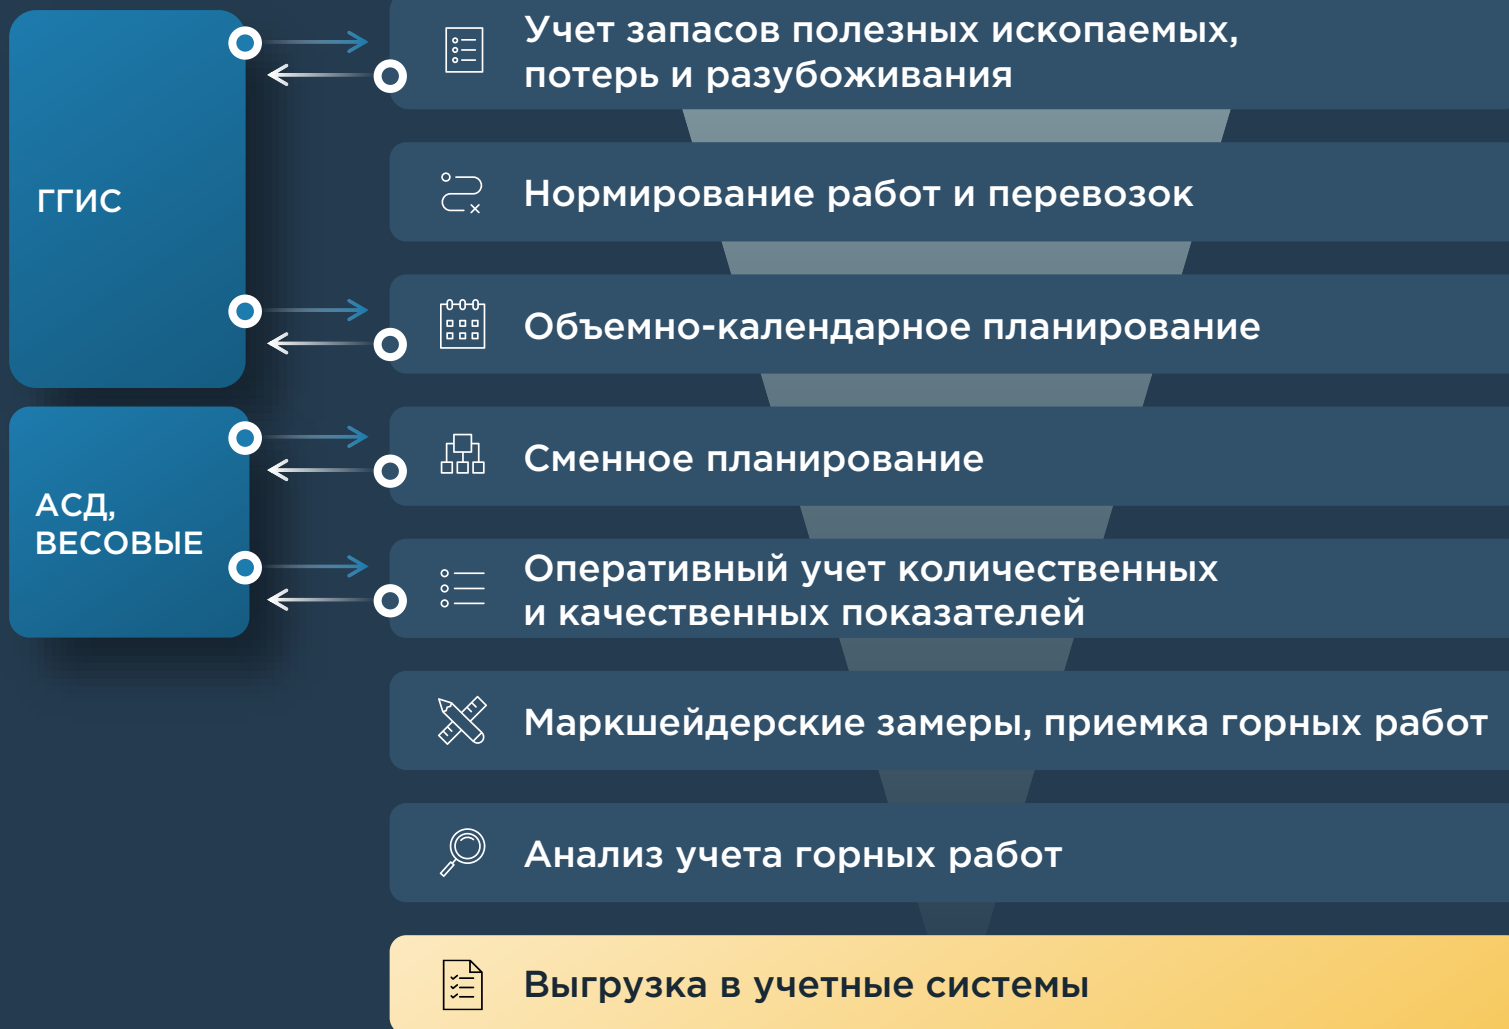 Учет запасов полезных ископаемых,
потерь и разубоживания
ГГИС
Нормирование работ и перевозок
Объемно-календарное планирование
Сменное планирование
АСД,
ВЕСОВЫЕ
Оперативный учет количественных
и качественных показателей
Маркшейдерские замеры, приемка горных работ
Анализ учета горных работ
Выгрузка в учетные системы